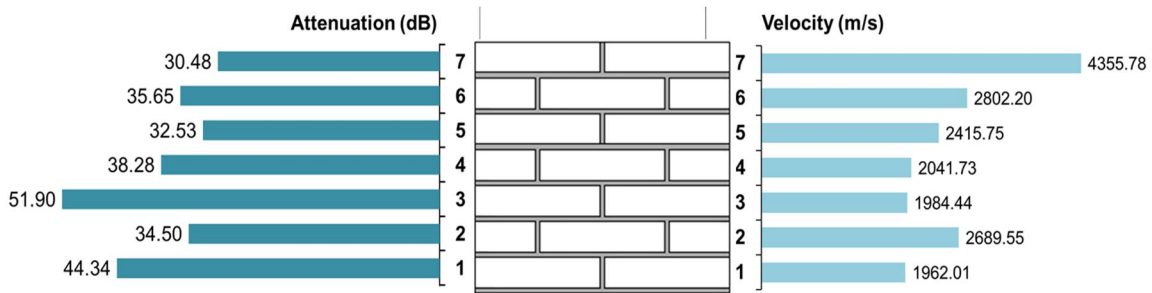 Attenuation (dB) Velocity (m/s)
30.48 7 7 4355.78
35.65 6 6 2802.20
32.53 5 5 2415.75
38.28 4 4 2041.73
51.90 3 3 1984.44
34.50 2 2 2689.55
44.34 1 1 1962.01